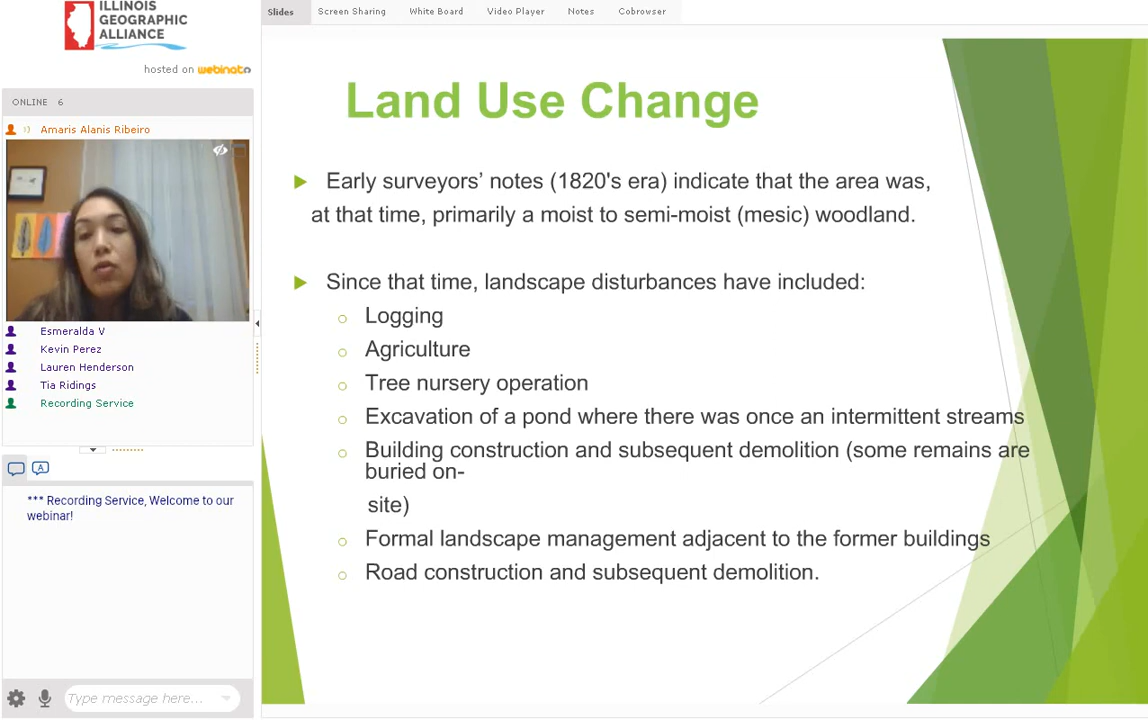 ILLINOIS
GEOGRAPHIC
ALLIANCE
hosted on webinato
ONLINE 6
Amaris Alanis Ribeiro
Esmeralda V
Kevin Perez
Lauren Henderson
Tia Ridings
Recording Service
A
*** Recording Service, Welcome to our
webinar!
Type message here...
Slides Screen Sharing White Board Video Player Notes Cobrowser
Land Use Change
Early surveyors’ notes (1820's era) indicate that the area was,
at that time, primarily a moist to semi-moist (mesic) woodland.
Since that time, landscape disturbances have included:
Logging
Agriculture
Tree nursery operation
Excavation of a pond where there was once an intermittent streams
Building construction and subsequent demolition (some remains are
buried on-
site)
Formal landscape management adjacent to the former buildings
Road construction and subsequent demolition.